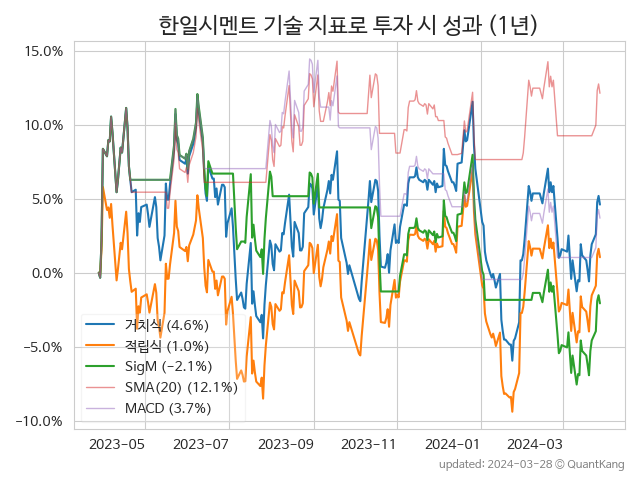 한일시멘트 기술 지표로 투자 시 성과 (1년)
15.0%
10.0%
5.0%
0.0%
−5.0%
−10.0%
거치식 (4.6%)
적립식 (1.0%)
SigM (−2.1%)
SMA(20) (12.1%)
MACD (3.7%)
2023-05 2023-07 2023-09 2023-11 2024-01 2024-03
updated: 2024-03-28 © QuantKang